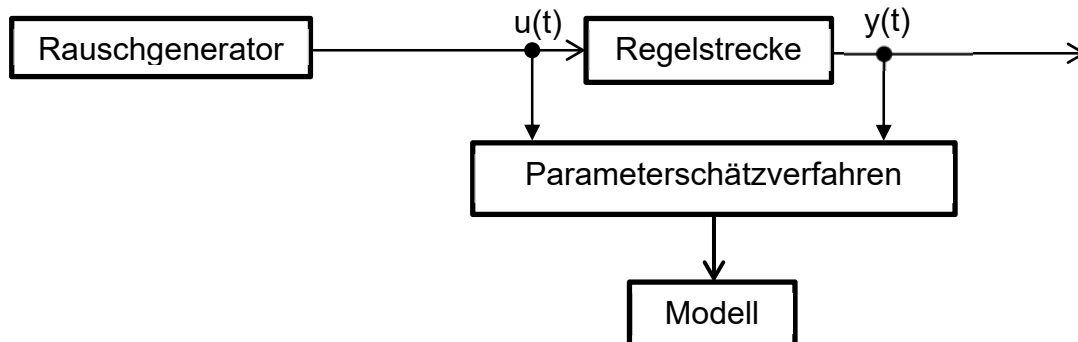 u(t)
y(t)
Rauschgenerator
Regelstrecke
Parameterschätzverfahren
Modell